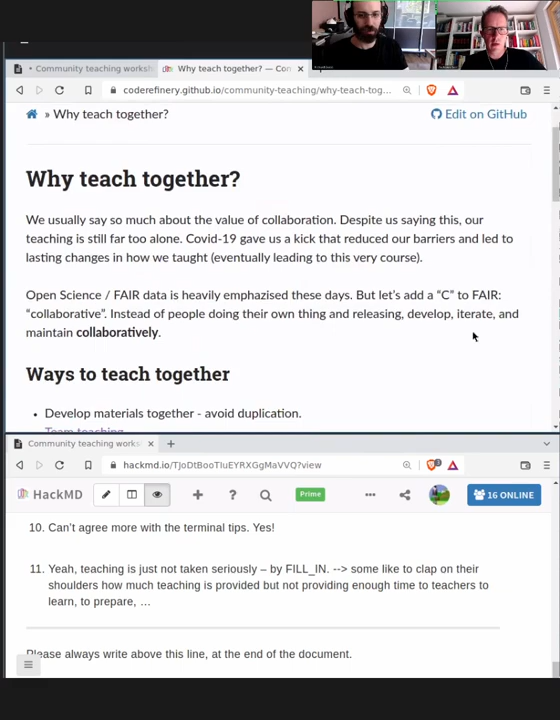 Community teaching worksh
Why teach together? — Com
coderefinery.github.io/community-teaching/why-teach-tog...
» Why teach together?
Edit on GitHub
Why teach together?
We usually say so much about the value of collaboration. Despite us saying this, our
teaching is still far too alone. Covid-19 gave us a kick that reduced our barriers and led to
lasting changes in how we taught (eventually leading to this very course).
Open Science / FAIR data is heavily emphazised these days. But let's add a “C” to FAIR:
“collaborative”. Instead of people doing their own thing and releasing, develop, iterate, and
maintain collaboratively.
Ways to teach together
• Develop materials together - avoid duplication.
Team teaching
Community teaching works
hackmd.io/TJoDtBooTIuEYRXGgMaVVQ?view
HackMD
Prime
16 ONLINE
10. Can't agree more with the terminal tips. Yes!
11. Yeah, teaching is just not taken seriously – by FILL_IN. --> some like to clap on their
shoulders how much teaching is provided but not providing enough time to teachers to
learn, to prepare, …
Please always write above this line, at the end of the document.